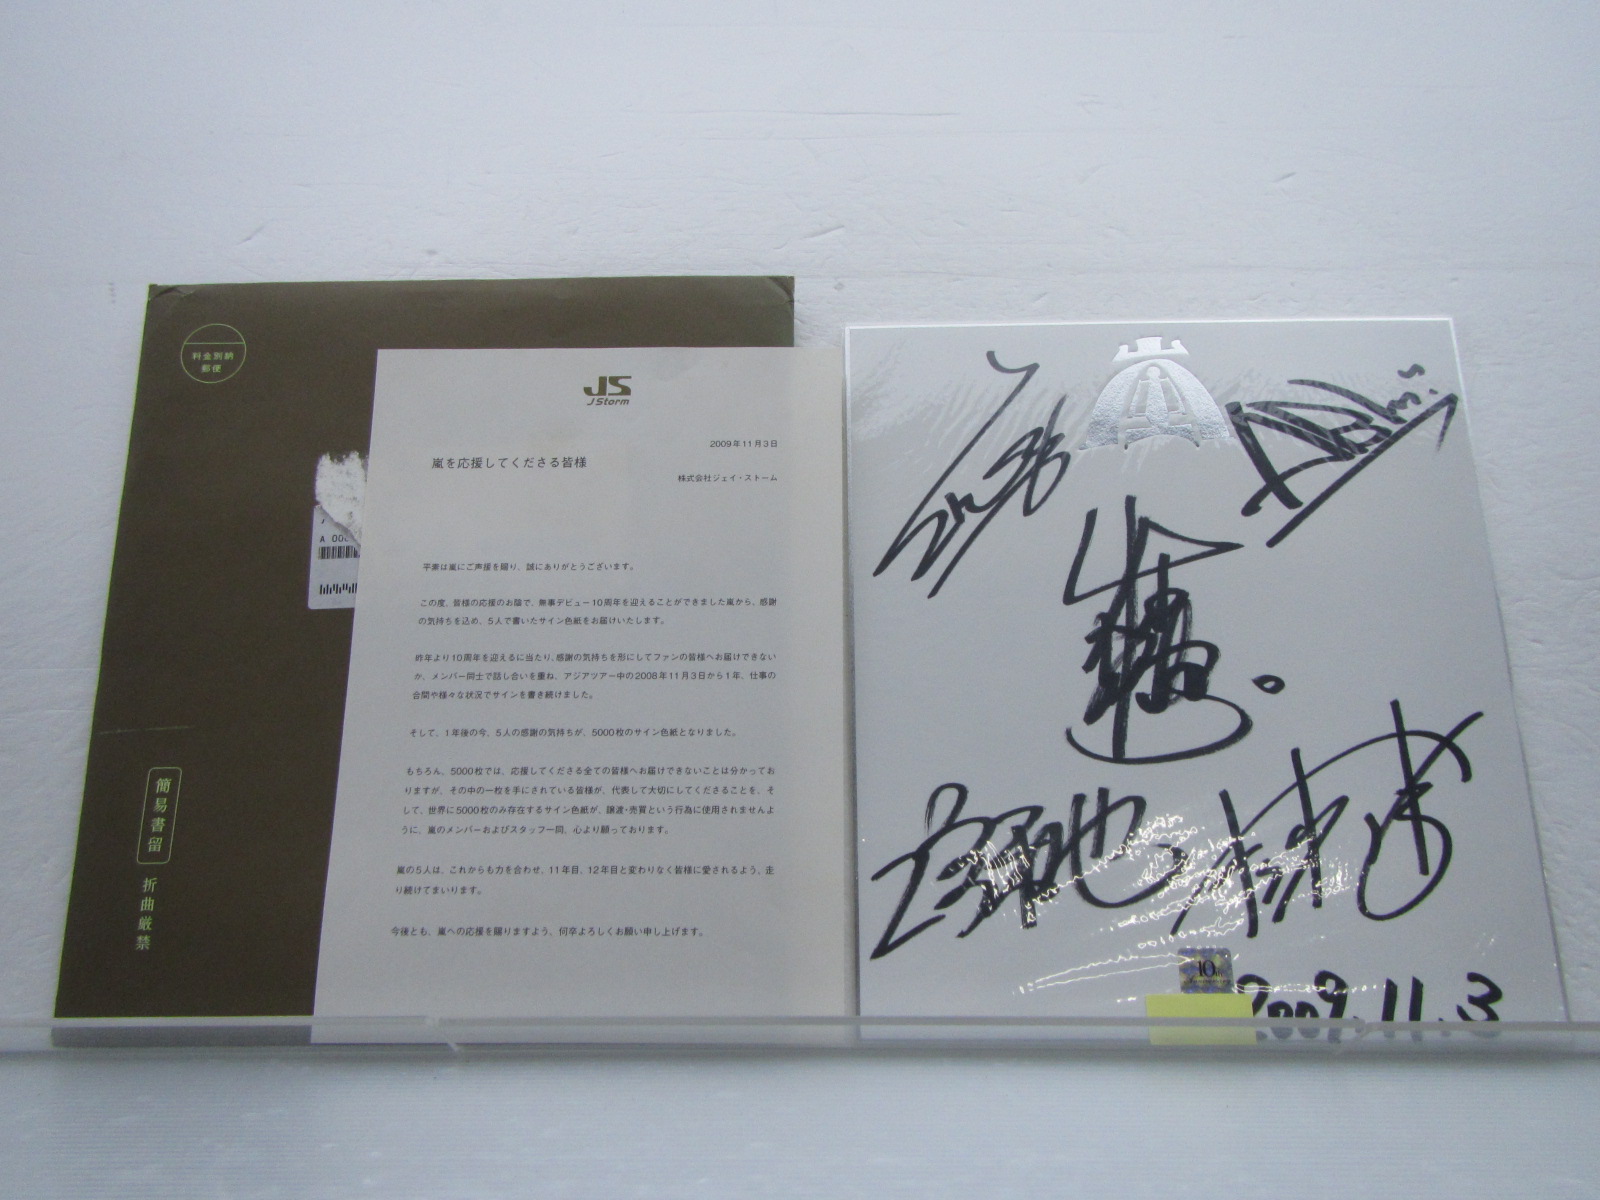 料金別納
郵便
簡易書留
折曲厳禁
JS
J Storm
2009年11月3日
嵐を応援してくださる皆様
株式会社ジェイ・ストーム
平素は嵐にご声援を賜り、誠にありがとうございます。
この度、皆様の応援のお陰で、無事デビュー10周年を迎えることができました嵐から、感謝
の気持ちを込め、5人で書いたサイン色紙をお届けいたします。
昨年より10周年を迎えるに当たり、感謝の気持ちを形にしてファンの皆様へお届けできない
か、メンバー同士で話し合いを重ね、アジアツアー中の2008年11月3日から1年、仕事の
合間や様々な状況でサインを書き続けました。
そして、1年後の今、5人の感謝の気持ちが、5000枚のサイン色紙となりました。
もちろん、5000枚では、応援してくださる全ての皆様へお届けできないことは分かってお
りますが、その中の一枚を手にされている皆様が、代表して大切にしてくださることを、そ
して、世界に5000枚のみ存在するサイン色紙が、譲渡・売買という行為に使用されませんよ
うに、嵐のメンバーおよびスタッフ一同、心より願っております。
嵐の5人は、これからも力を合わせ、11年目、12年目と変わりなく皆様に愛されるよう、走
り続けてまいります。
今後とも、嵐への応援を賜りますよう、何卒よろしくお願い申し上げます。
10th
2009.11.3